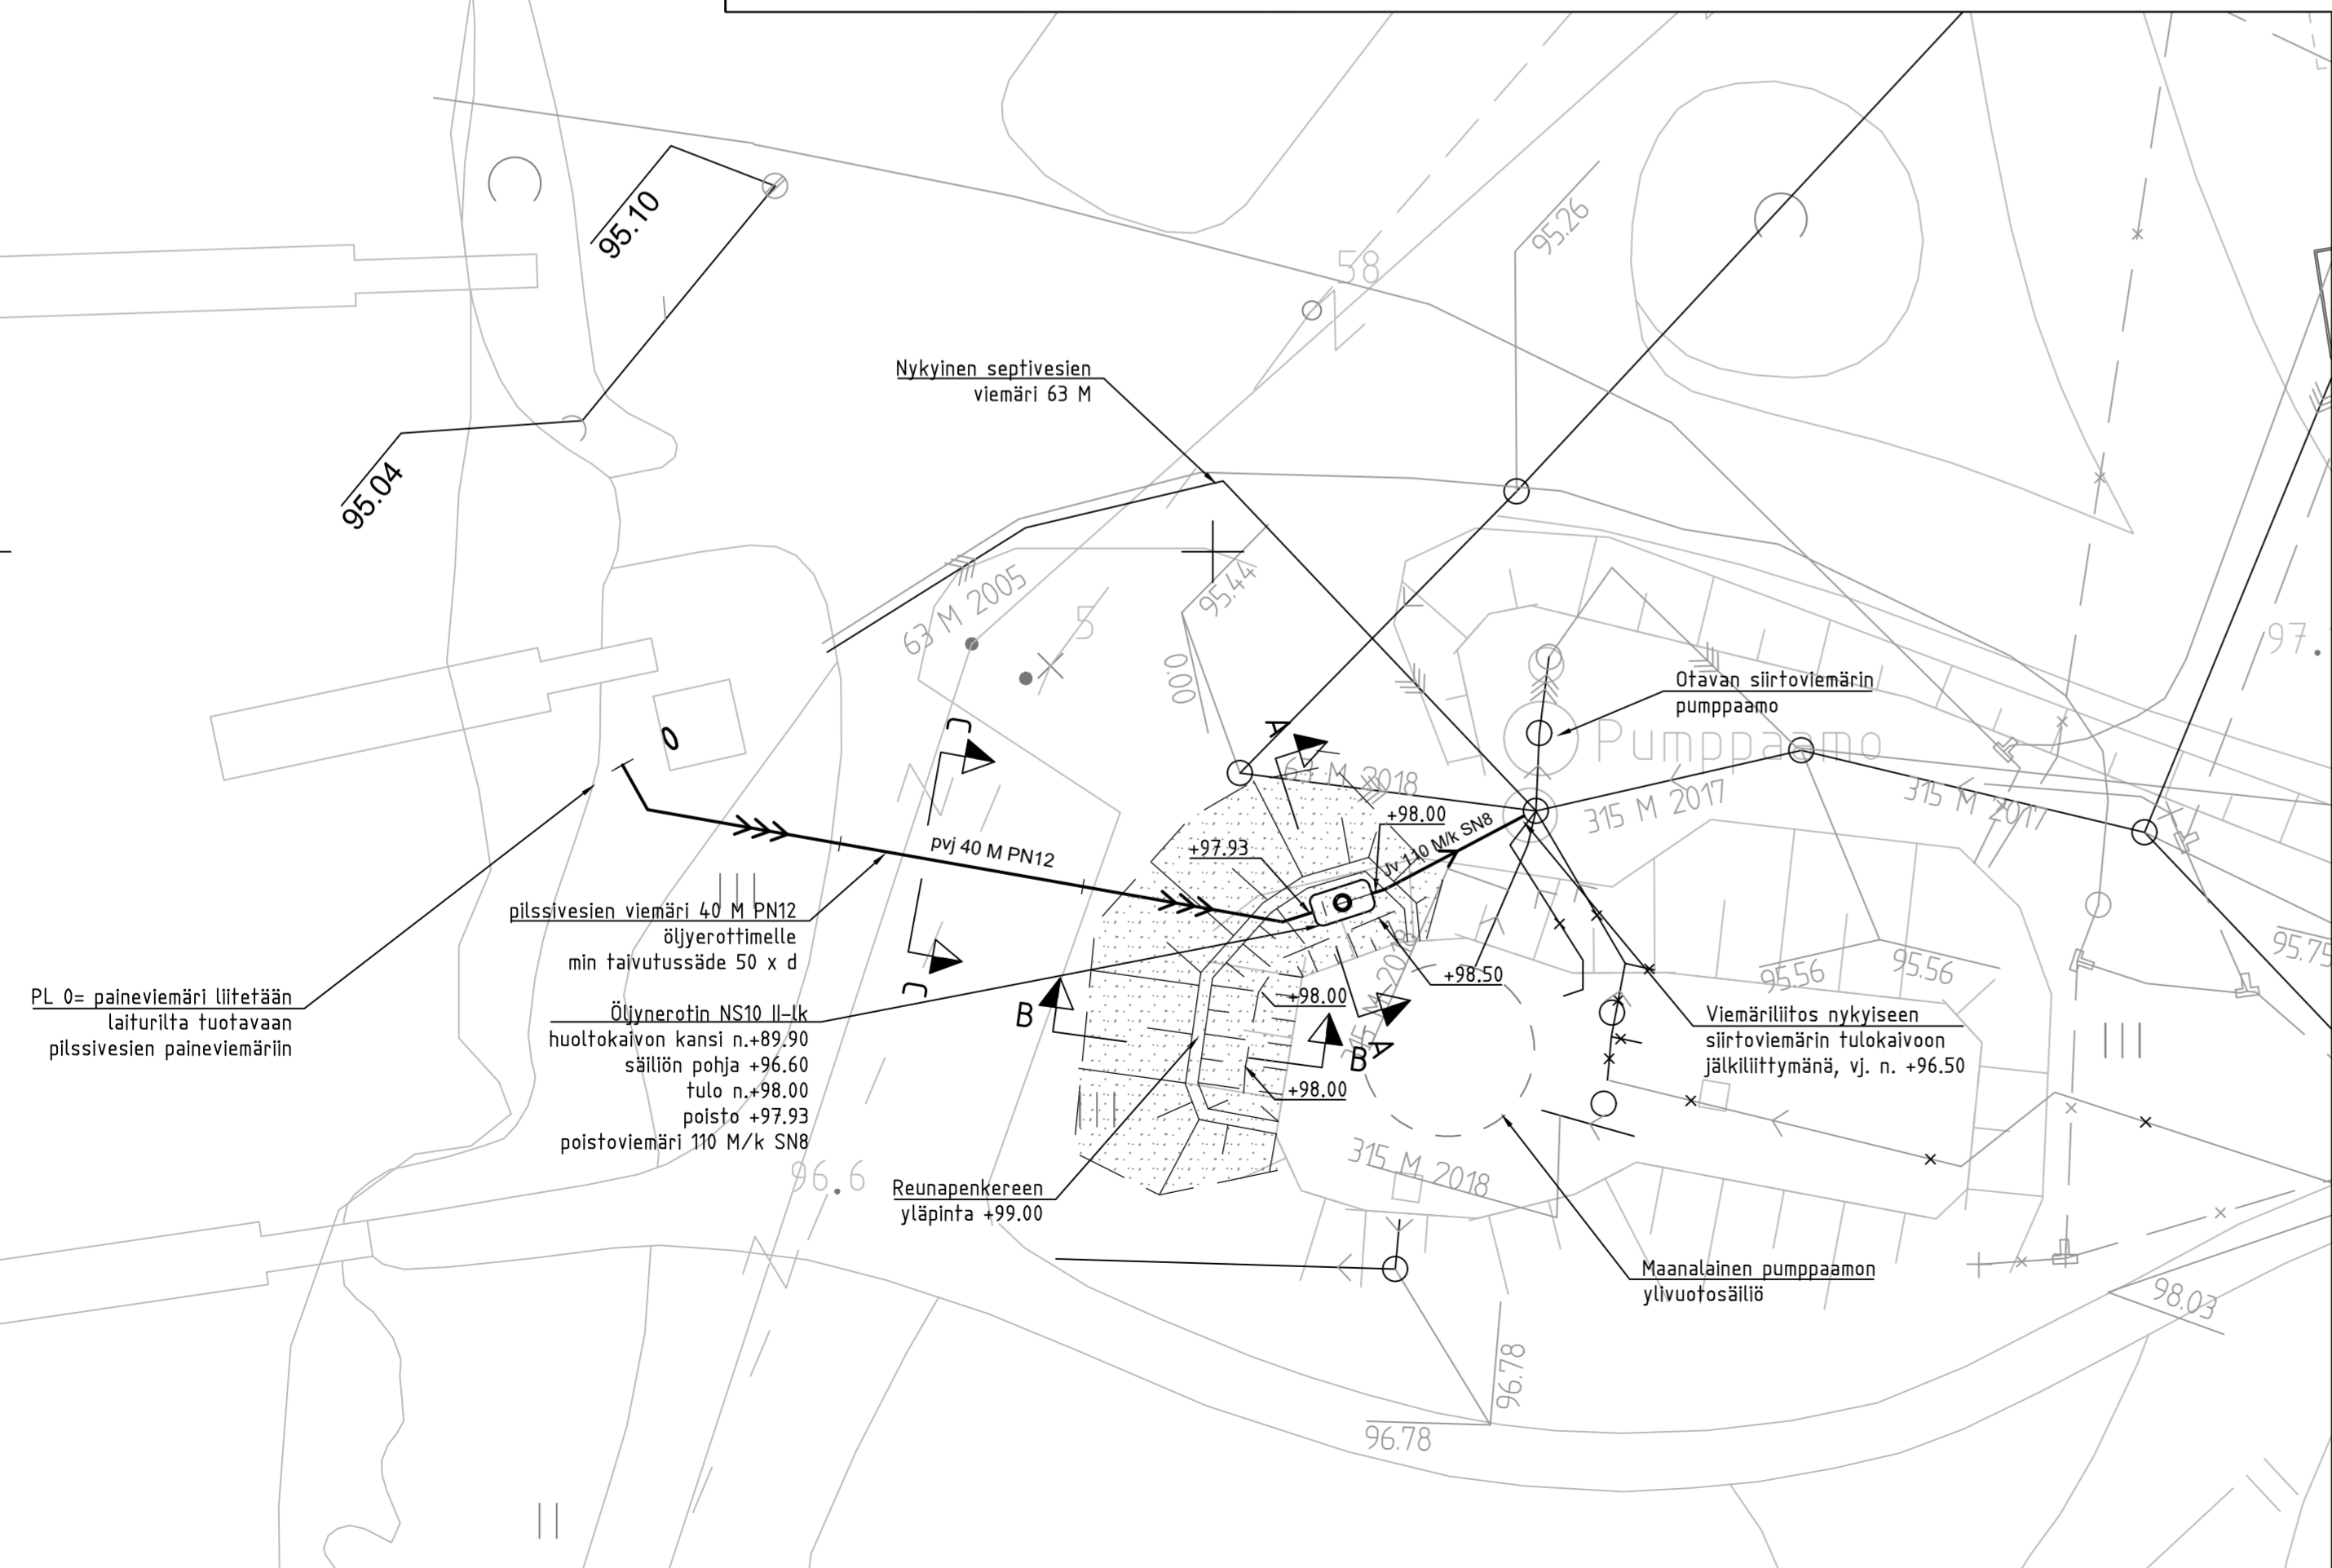 95.10
95.26
58
Nykyinen septivesien
viemäri 63 M
95.04
95.44
63 M 2005
5
0.00
97.
Otavan siirtoviemärin
pumppaamo
Pumppaamo
0
C
A
63 M 2018
315 M 2017
315 M 2017
+98.00
+97.93
Jv 110 M/k SN8
pvj 40 M PN12
pilssivesien viemäri 40 M PN12
öljyerottimelle
min taivutussäde 50 x d
95.75
95.56
95.56
+98.50
+98.00
C
B
PL 0= paineviemäri liitetään
laiturilta tuotavaan
pilssivesien paineviemäriin
Öljynerotin NS10 II-lk
huoltokaivon kansi n.+89.90
säiliön pohja +96.60
tulo n.+98.00
poisto +97.93
poistoviemäri 110 M/k SN8
Viemäriliitos nykyiseen
siirtoviemärin tulokaivoon
jälkiliittymänä, vj. n. +96.50
315 M 2018
B
A
+98.00
96.6
315 M 2018
Reunapenkereen
yläpinta +99.00
Maanalainen pumppaamon
ylivuotosäiliö
98.03
96.78
96.78